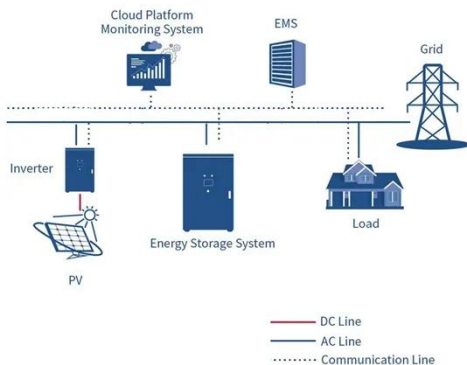 Cloud Platform
Monitoring System
EMS
Grid
Inverter
Energy Storage System
Load
PV
DC Line
AC Line
Communication Line